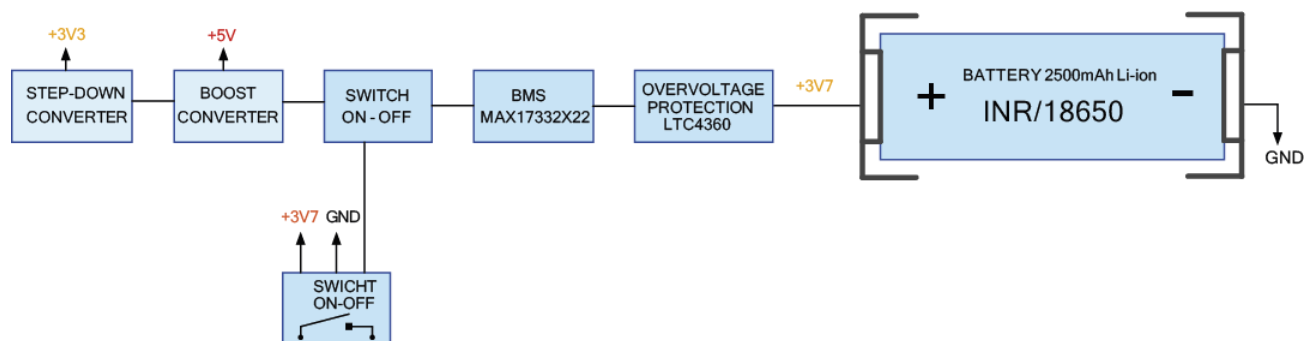 +3V3
+5V
STEP-DOWN
CONVERTER
BOOST
CONVERTER
SWITCH
ON - OFF
BMS
MAX17332X22
OVERVOLTAGE
PROTECTION
LTC4360
+3V7
+
BATTERY 2500mAh Li-ion
INR/18650
-
GND
+3V7
GND
SWICHT
ON-OFF